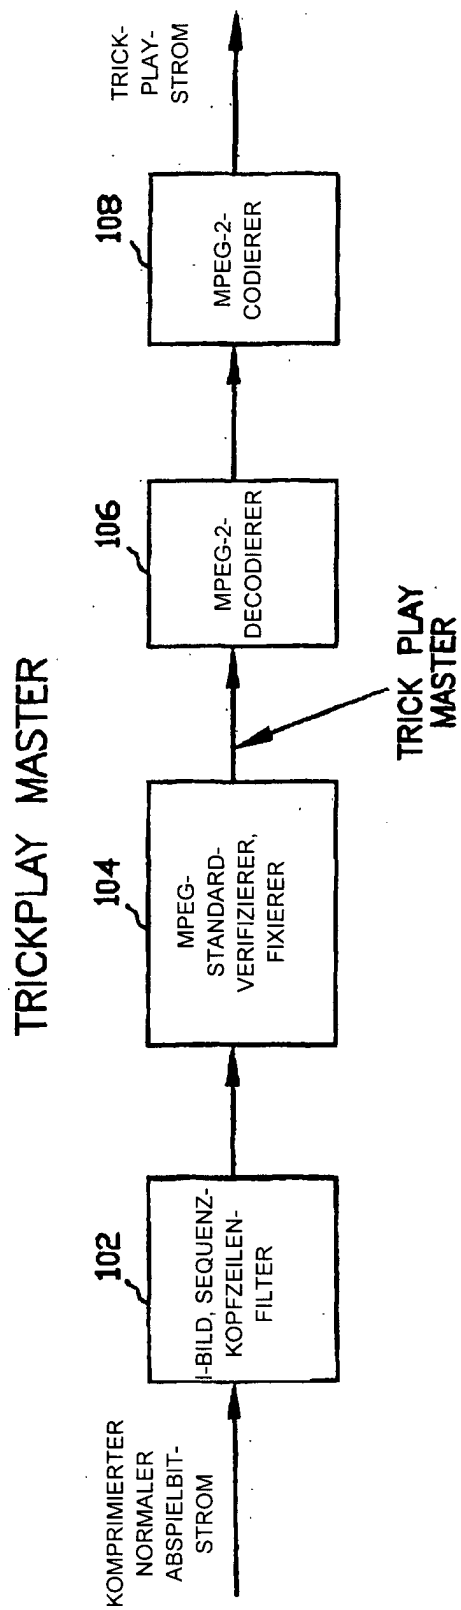 TRICKPLAY MASTER
KOMPRIMIERTER
NORMALER
ABSPIELBIT-
STROM
102
I-BILD, SEQUENZ-
KOPFZEILEN-
FILTER
104
MPEG-
STANDARD-
VERIFIZIERER,
FIXIERER
TRICK PLAY
MASTER
106
MPEG-2-
DECODIERER
108
MPEG-2-
CODIERER
TRICK-
PLAY-
STROM